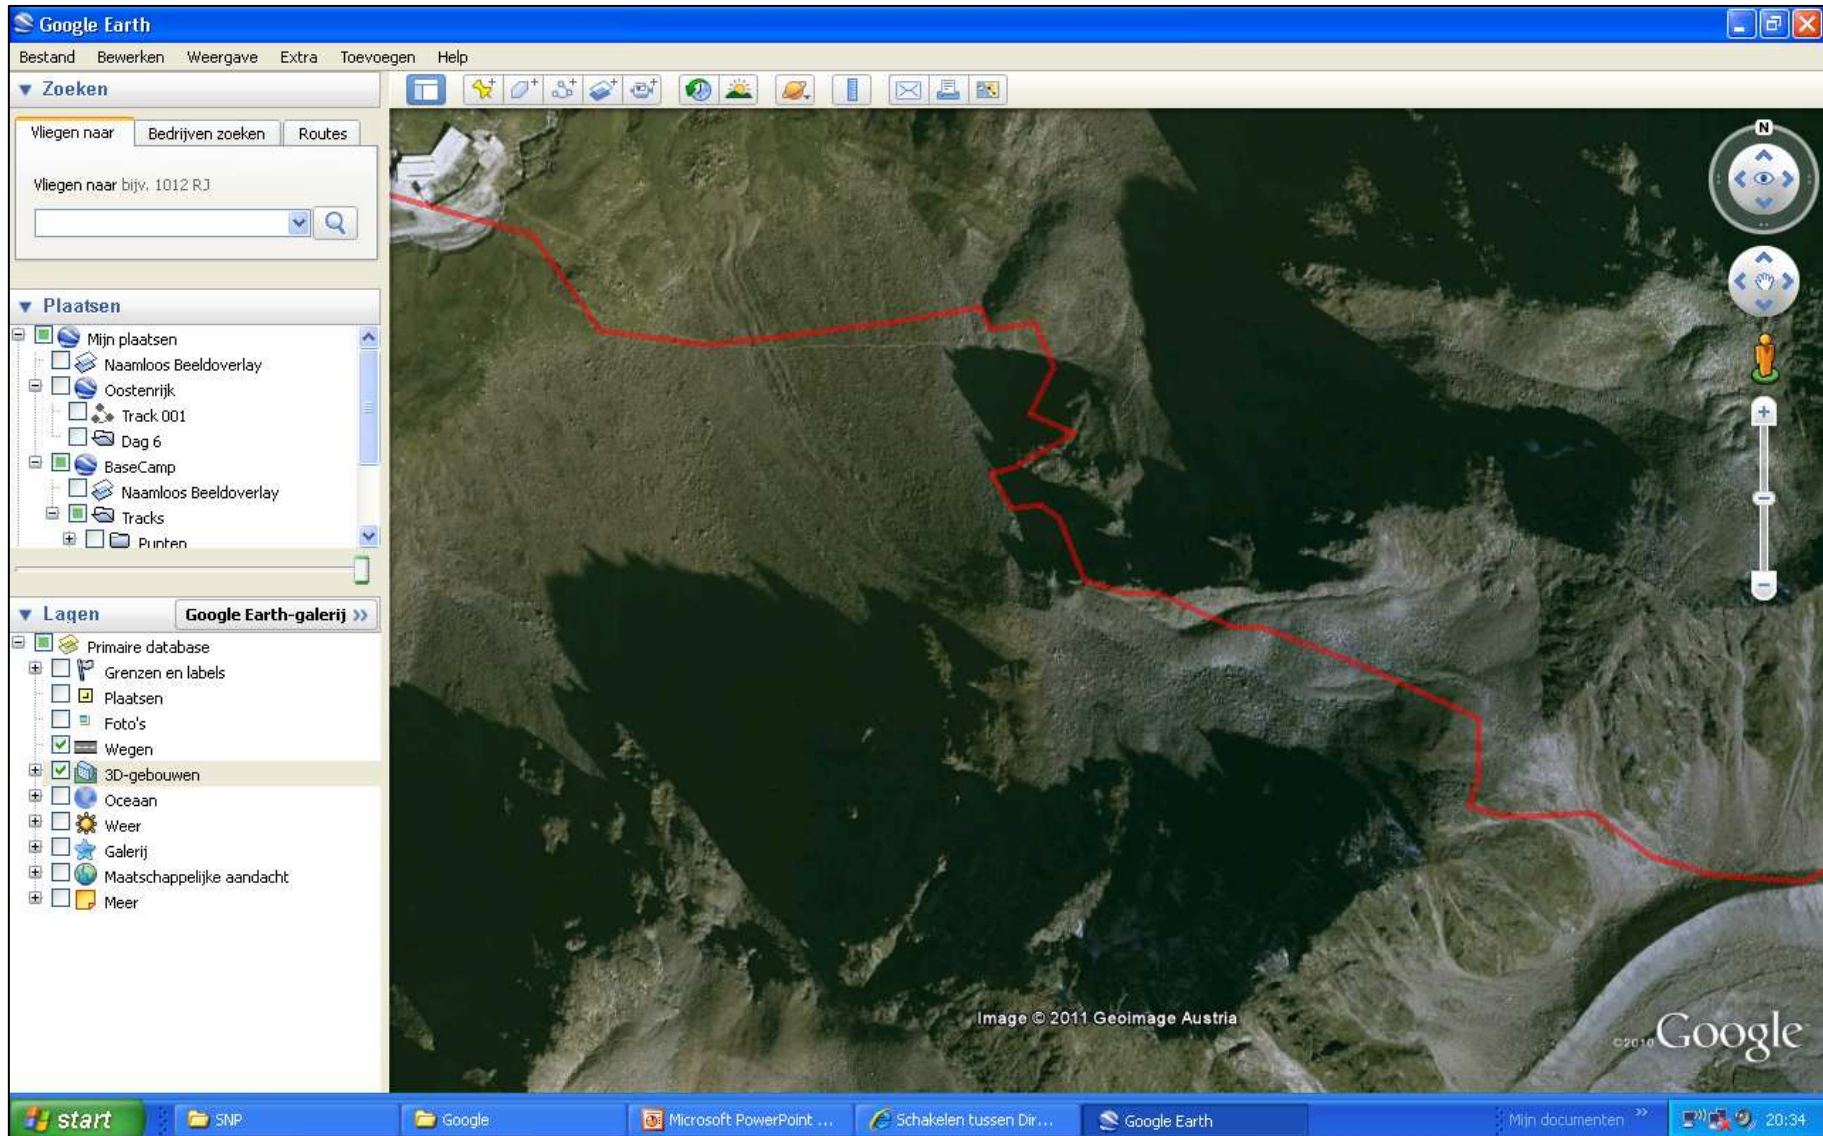 Google Earth
Bestand Bewerken Weergave Extra Toevoegen Help
Zoeken
Vliegen naar Bedrijven zoeken Routes
Vliegen naar bijv. 1012 RJ
Plaatsen
Mijn plaatsen
Naamloos Beeldoverlay
Oostenrijk
Track 001
Dag 6
BaseCamp
Naamloos Beeldoverlay
Tracks
Punten
Lagen Google Earth-galerij >>
Primaire database
Grenzen en labels
Plaatsen
Foto's
Wegen
3D-gebouwen
Oceaan
Weer
Galerij
Maatschappelijke aandacht
Meer
N
Image © 2011 Geoimage Austria
©2010 Google
start SNP Google Microsoft PowerPoint ... Schakelen tussen Dir... Google Earth Mijn documenten >> 20:34